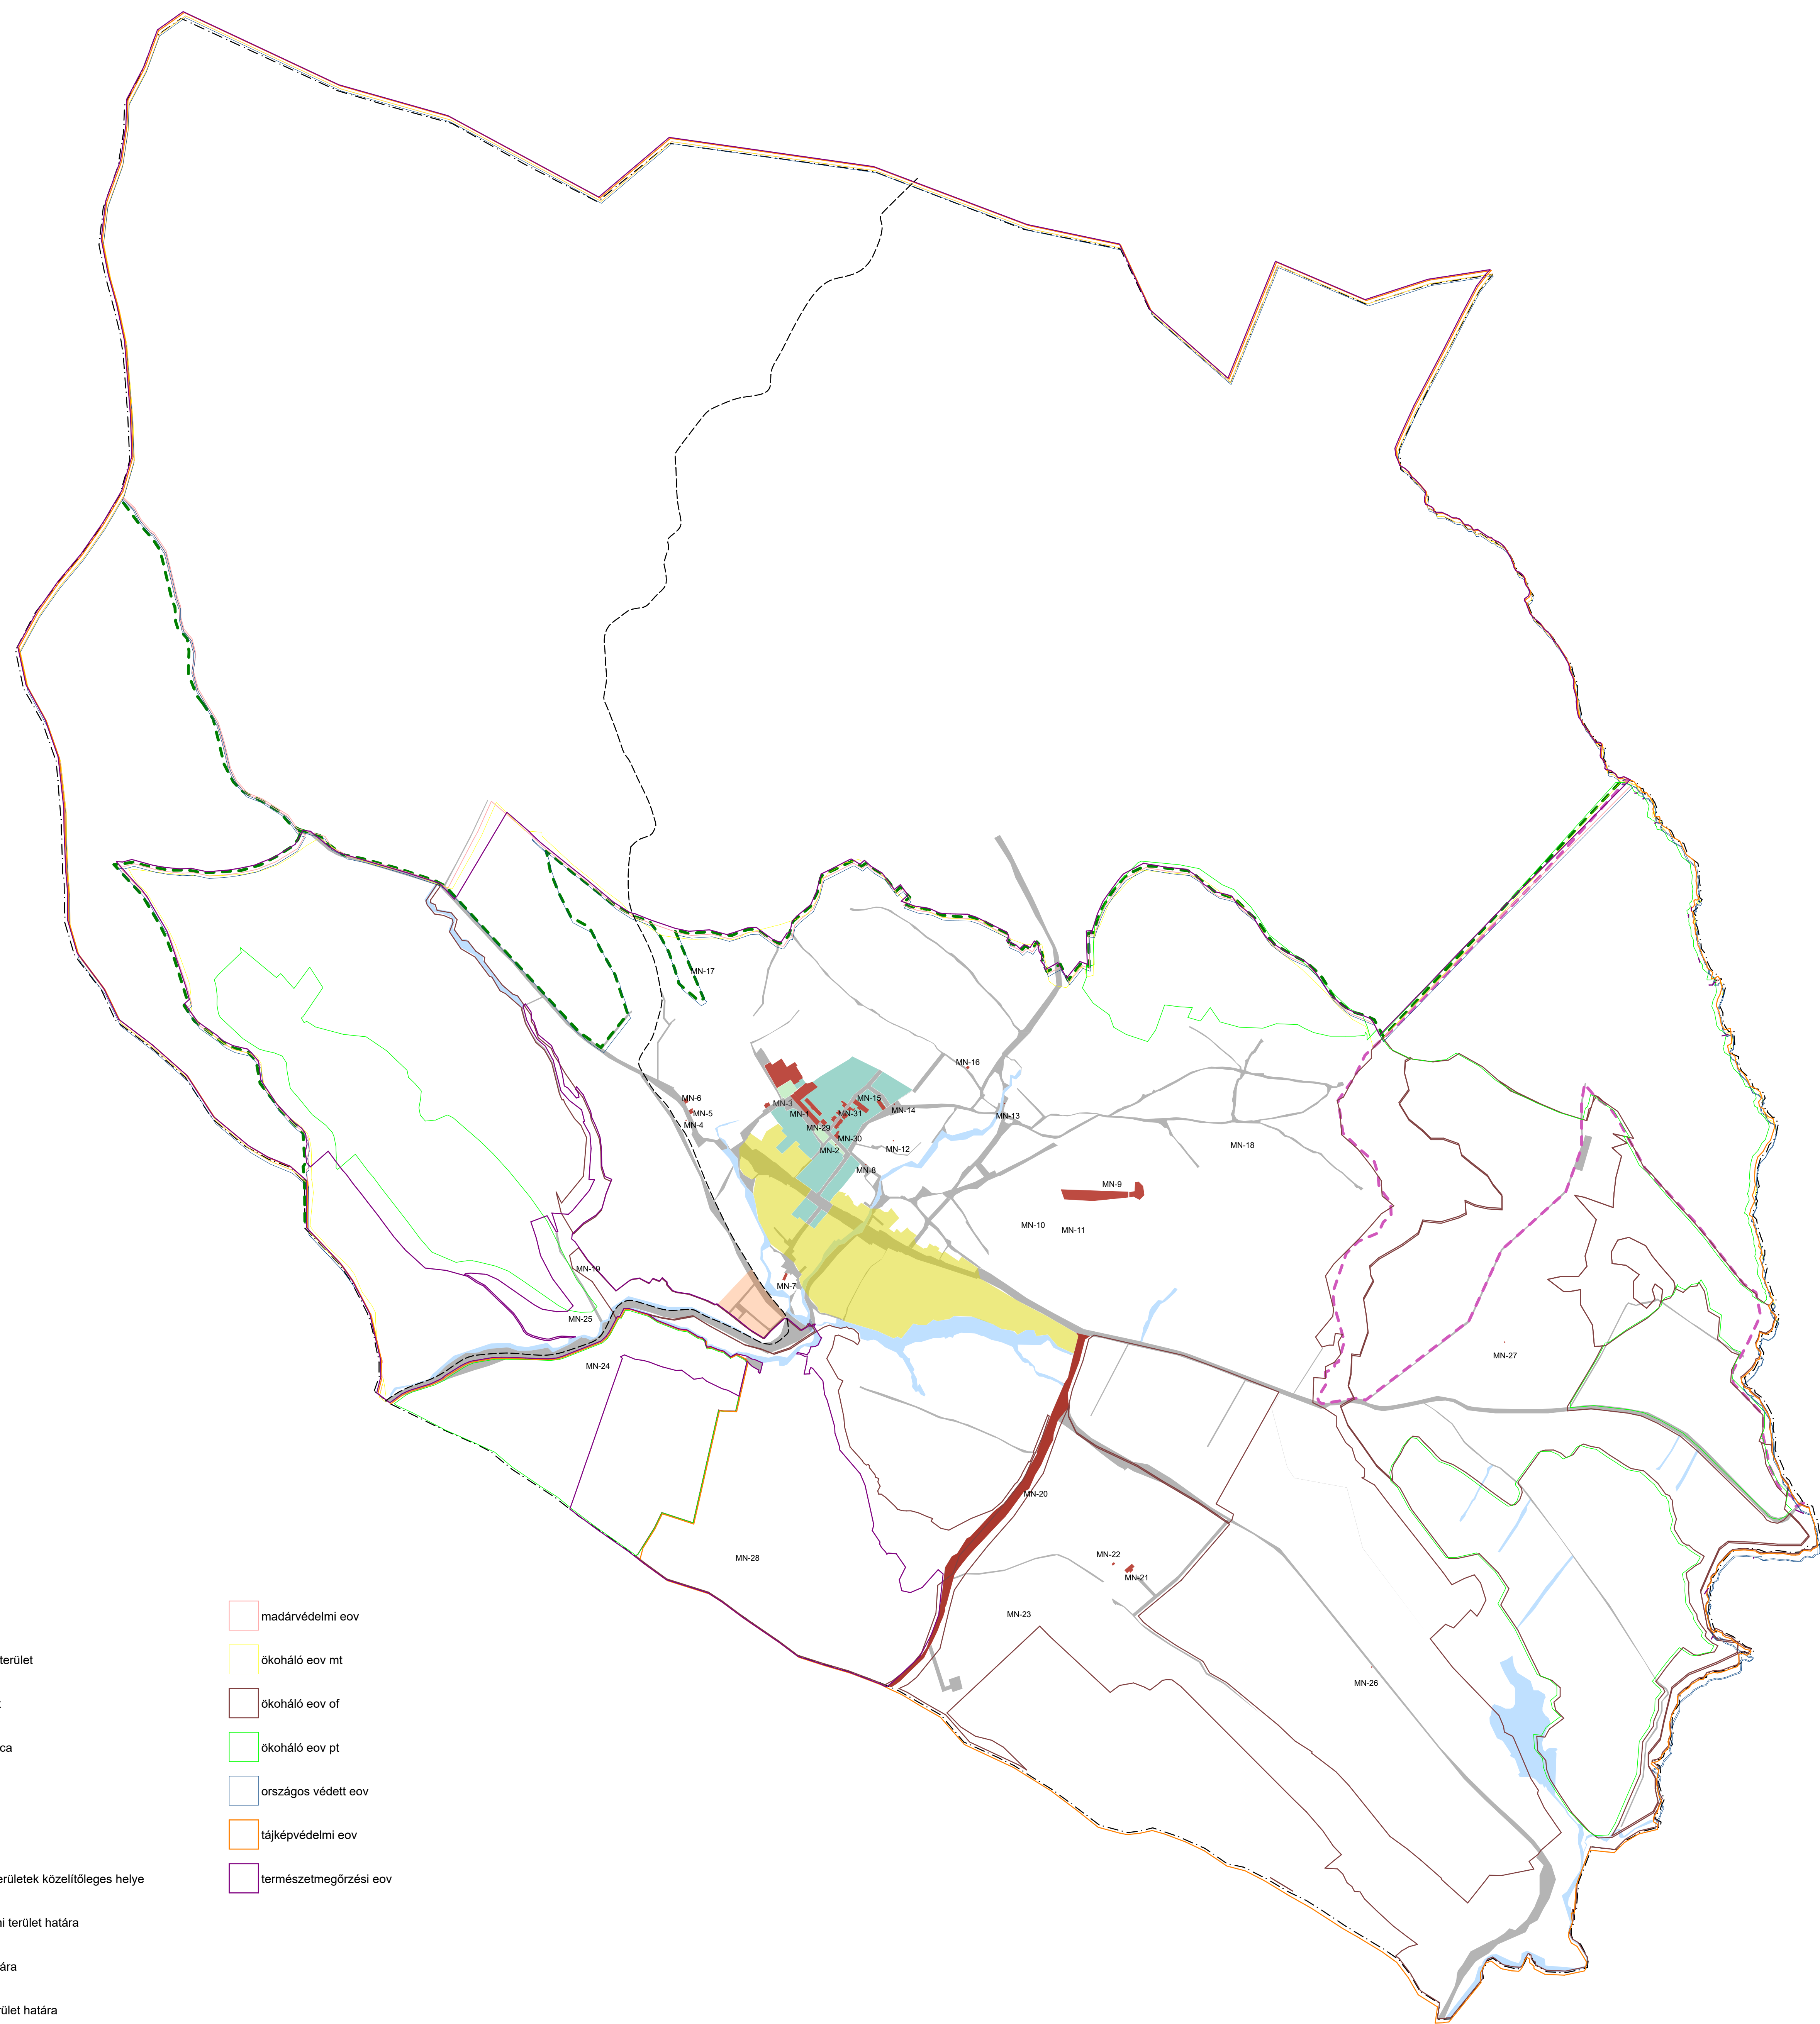 MN-17
MN-16
MN-6
MN-5
MN-4
MN-3
MN-1
MN-31
MN-15
MN-14
MN-13
MN-29
MN-30
MN-2
MN-12
MN-8
MN-18
MN-9
MN-10
MN-11
MN-7
MN-19
MN-25
MN-24
MN-27
MN-20
MN-28
MN-22
MN-21
MN-23
MN-26
madárvédelmi eov
terület
ökoháló eov mt
ökoháló eov of
ca
ökoháló eov pt
országos védett eov
tájképvédelmi eov
erületek közelítőleges helye
természetmegőrzési eov
i terület határa
ára
rület határa